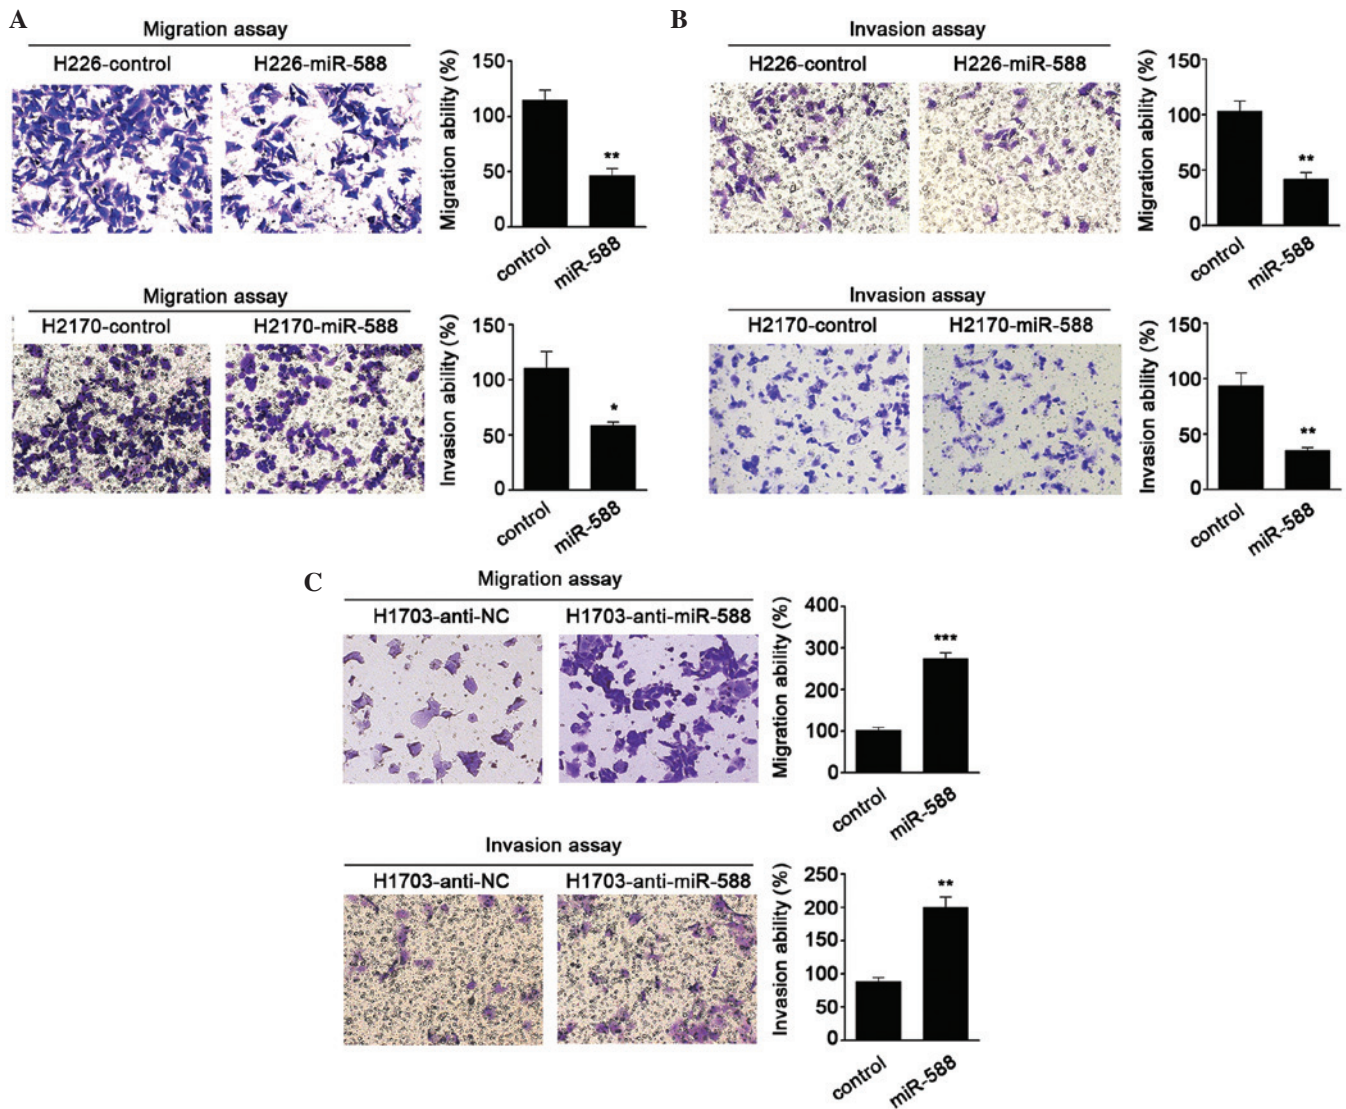 A
Migration assay
H226-control H226-miR-588
Migration ability (%)
150
100
50
0
**
control
miR-588
Migration assay
H2170-control H2170-miR-588
Invasion ability (%)
150
100
50
0
*
control
miR-588
B
Invasion assay
H226-control H226-miR-588
Migration ability (%)
150
100
50
0
**
control
miR-588
Invasion assay
H2170-control H2170-miR-588
Invasion ability (%)
150
100
50
0
**
control
miR-588
C
Migration assay
H1703-anti-NC H1703-anti-miR-588
Migration ability (%)
400
300
200
100
0
***
control
miR-588
Invasion assay
H1703-anti-NC H1703-anti-miR-588
Invasion ability (%)
250
200
150
100
50
0
**
control
miR-588